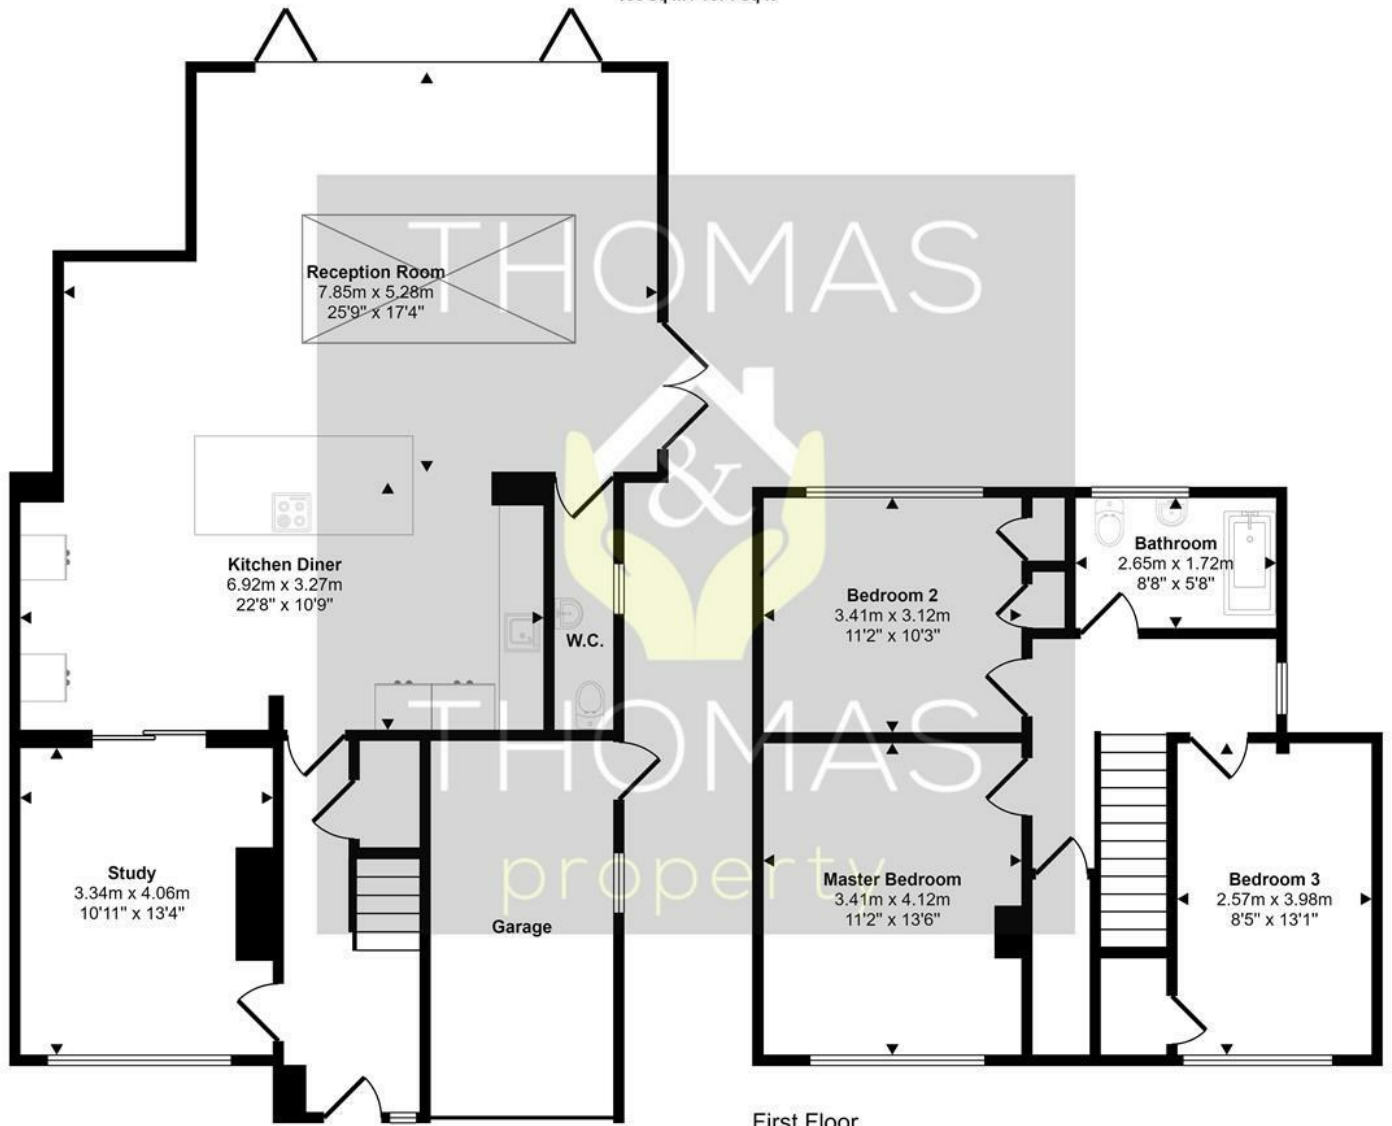 THOMAS
Reception Room
7.85m x 5.28m
25'9" x 17'4"
&
Kitchen Diner
6.92m x 3.27m
22'8" x 10'9"
W.C.
Bedroom 2
3.41m x 3.12m
11'2" x 10'3"
Bathroom
2.65m x 1.72m
8'8" x 5'8"
THOMAS
property
Study
3.34m x 4.06m
10'11" x 13'4"
Garage
Master Bedroom
3.41m x 4.12m
11'2" x 13'6"
Bedroom 3
2.57m x 3.98m
8'5" x 13'1"
First Floor